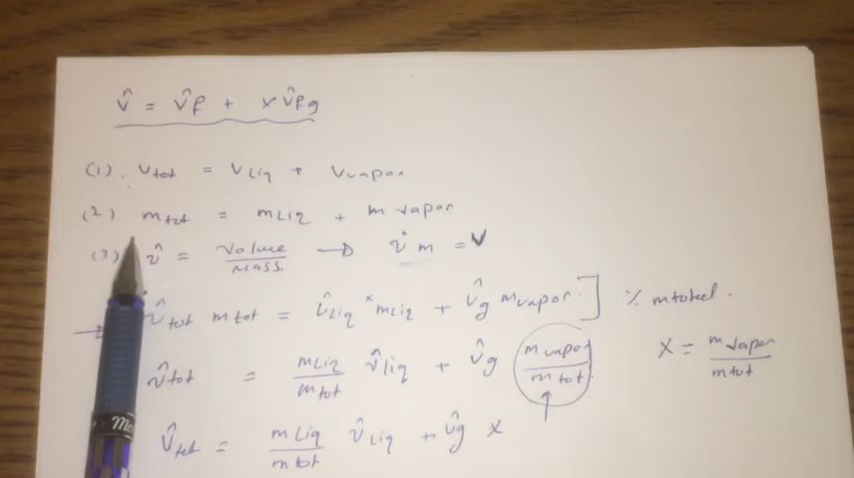 v̂ = v̂f + x v̂fg
(1). Vtot = VLiq + Vvapor
(2) mtot = mLiq + m vapor
(3) v̂ = Volume/Mass → v̂ m = V
→ v̂tot mtot = v̂Liq × mLiq + v̂g mvapor ] % mtotal.
v̂tot = mLiq/mtot v̂liq + v̂g mvapor/mtot
x = mvapor/mtot
v̂tot = mLiq/mtot v̂Liq + v̂g x